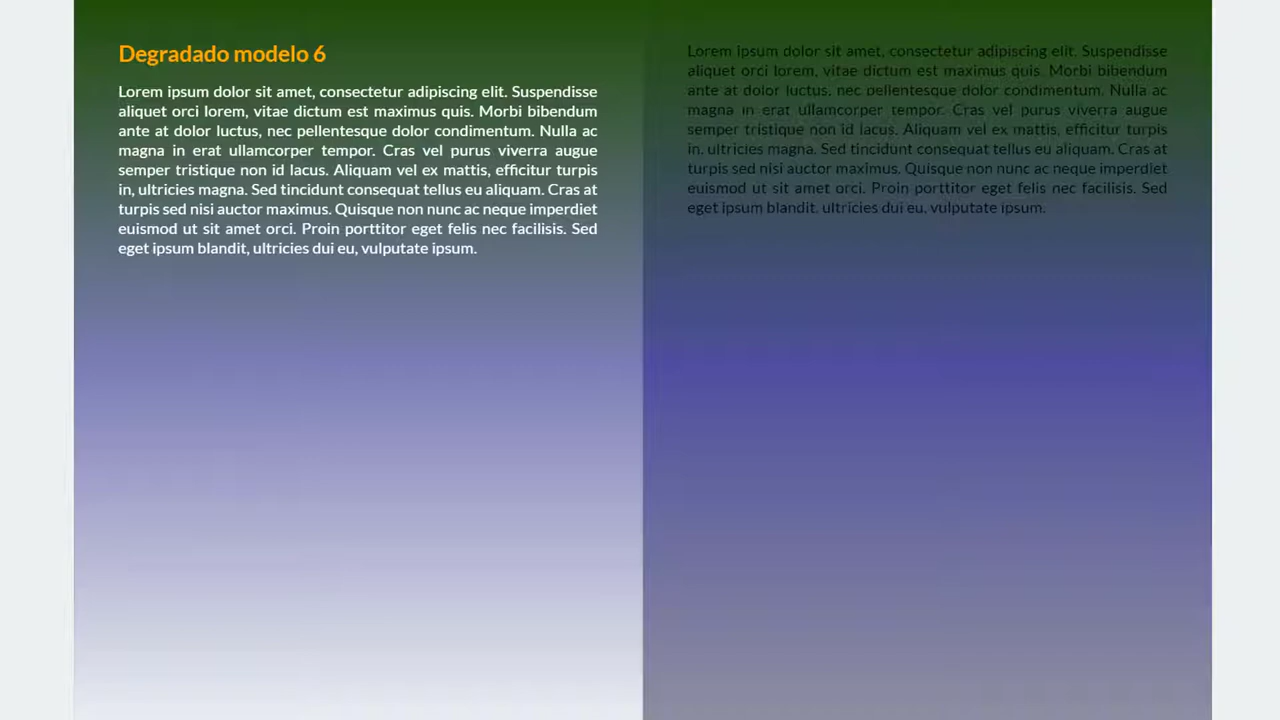 Degradado modelo 6
Lorem ipsum dolor sit amet, consectetur adipiscing elit. Suspendisse
aliquet orci lorem, vitae dictum est maximus quis. Morbi bibendum
ante at dolor luctus, nec pellentesque dolor condimentum. Nulla ac
magna in erat ullamcorper tempor. Cras vel purus viverra augue
semper tristique non id lacus. Aliquam vel ex mattis, efficitur turpis
in, ultricies magna. Sed tincidunt consequat tellus eu aliquam. Cras at
turpis sed nisi auctor maximus. Quisque non nunc ac neque imperdiet
euismod ut sit amet orci. Proin porttitor eget felis nec facilisis. Sed
eget ipsum blandit, ultricies dui eu, vulputate ipsum.
Lorem ipsum dolor sit amet, consectetur adipiscing elit. Suspendisse
aliquet orci lorem, vitae dictum est maximus quis. Morbi bibendum
ante at dolor luctus, nec pellentesque dolor condimentum. Nulla ac
magna in erat ullamcorper tempor. Cras vel purus viverra augue
semper tristique non id lacus. Aliquam vel ex mattis, efficitur turpis
in, ultricies magna. Sed tincidunt consequat tellus eu aliquam. Cras at
turpis sed nisi auctor maximus. Quisque non nunc ac neque imperdiet
euismod ut sit amet orci. Proin porttitor eget felis nec facilisis. Sed
eget ipsum blandit, ultricies dui eu, vulputate ipsum.